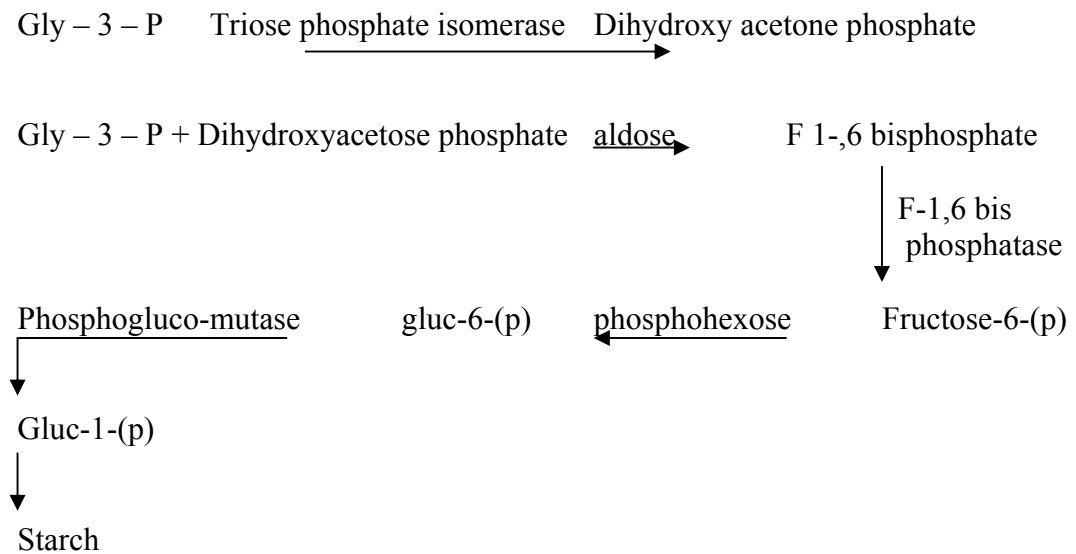 Gly – 3 – P Triose phosphate isomerase Dihydroxy acetone phosphate
Gly – 3 – P + Dihydroxyacetose phosphate aldose F 1-,6 bisphosphate
F-1,6 bis
phosphatase
Phosphogluco-mutase gluc-6-(p) phosphohexose Fructose-6-(p)
Gluc-1-(p)
Starch